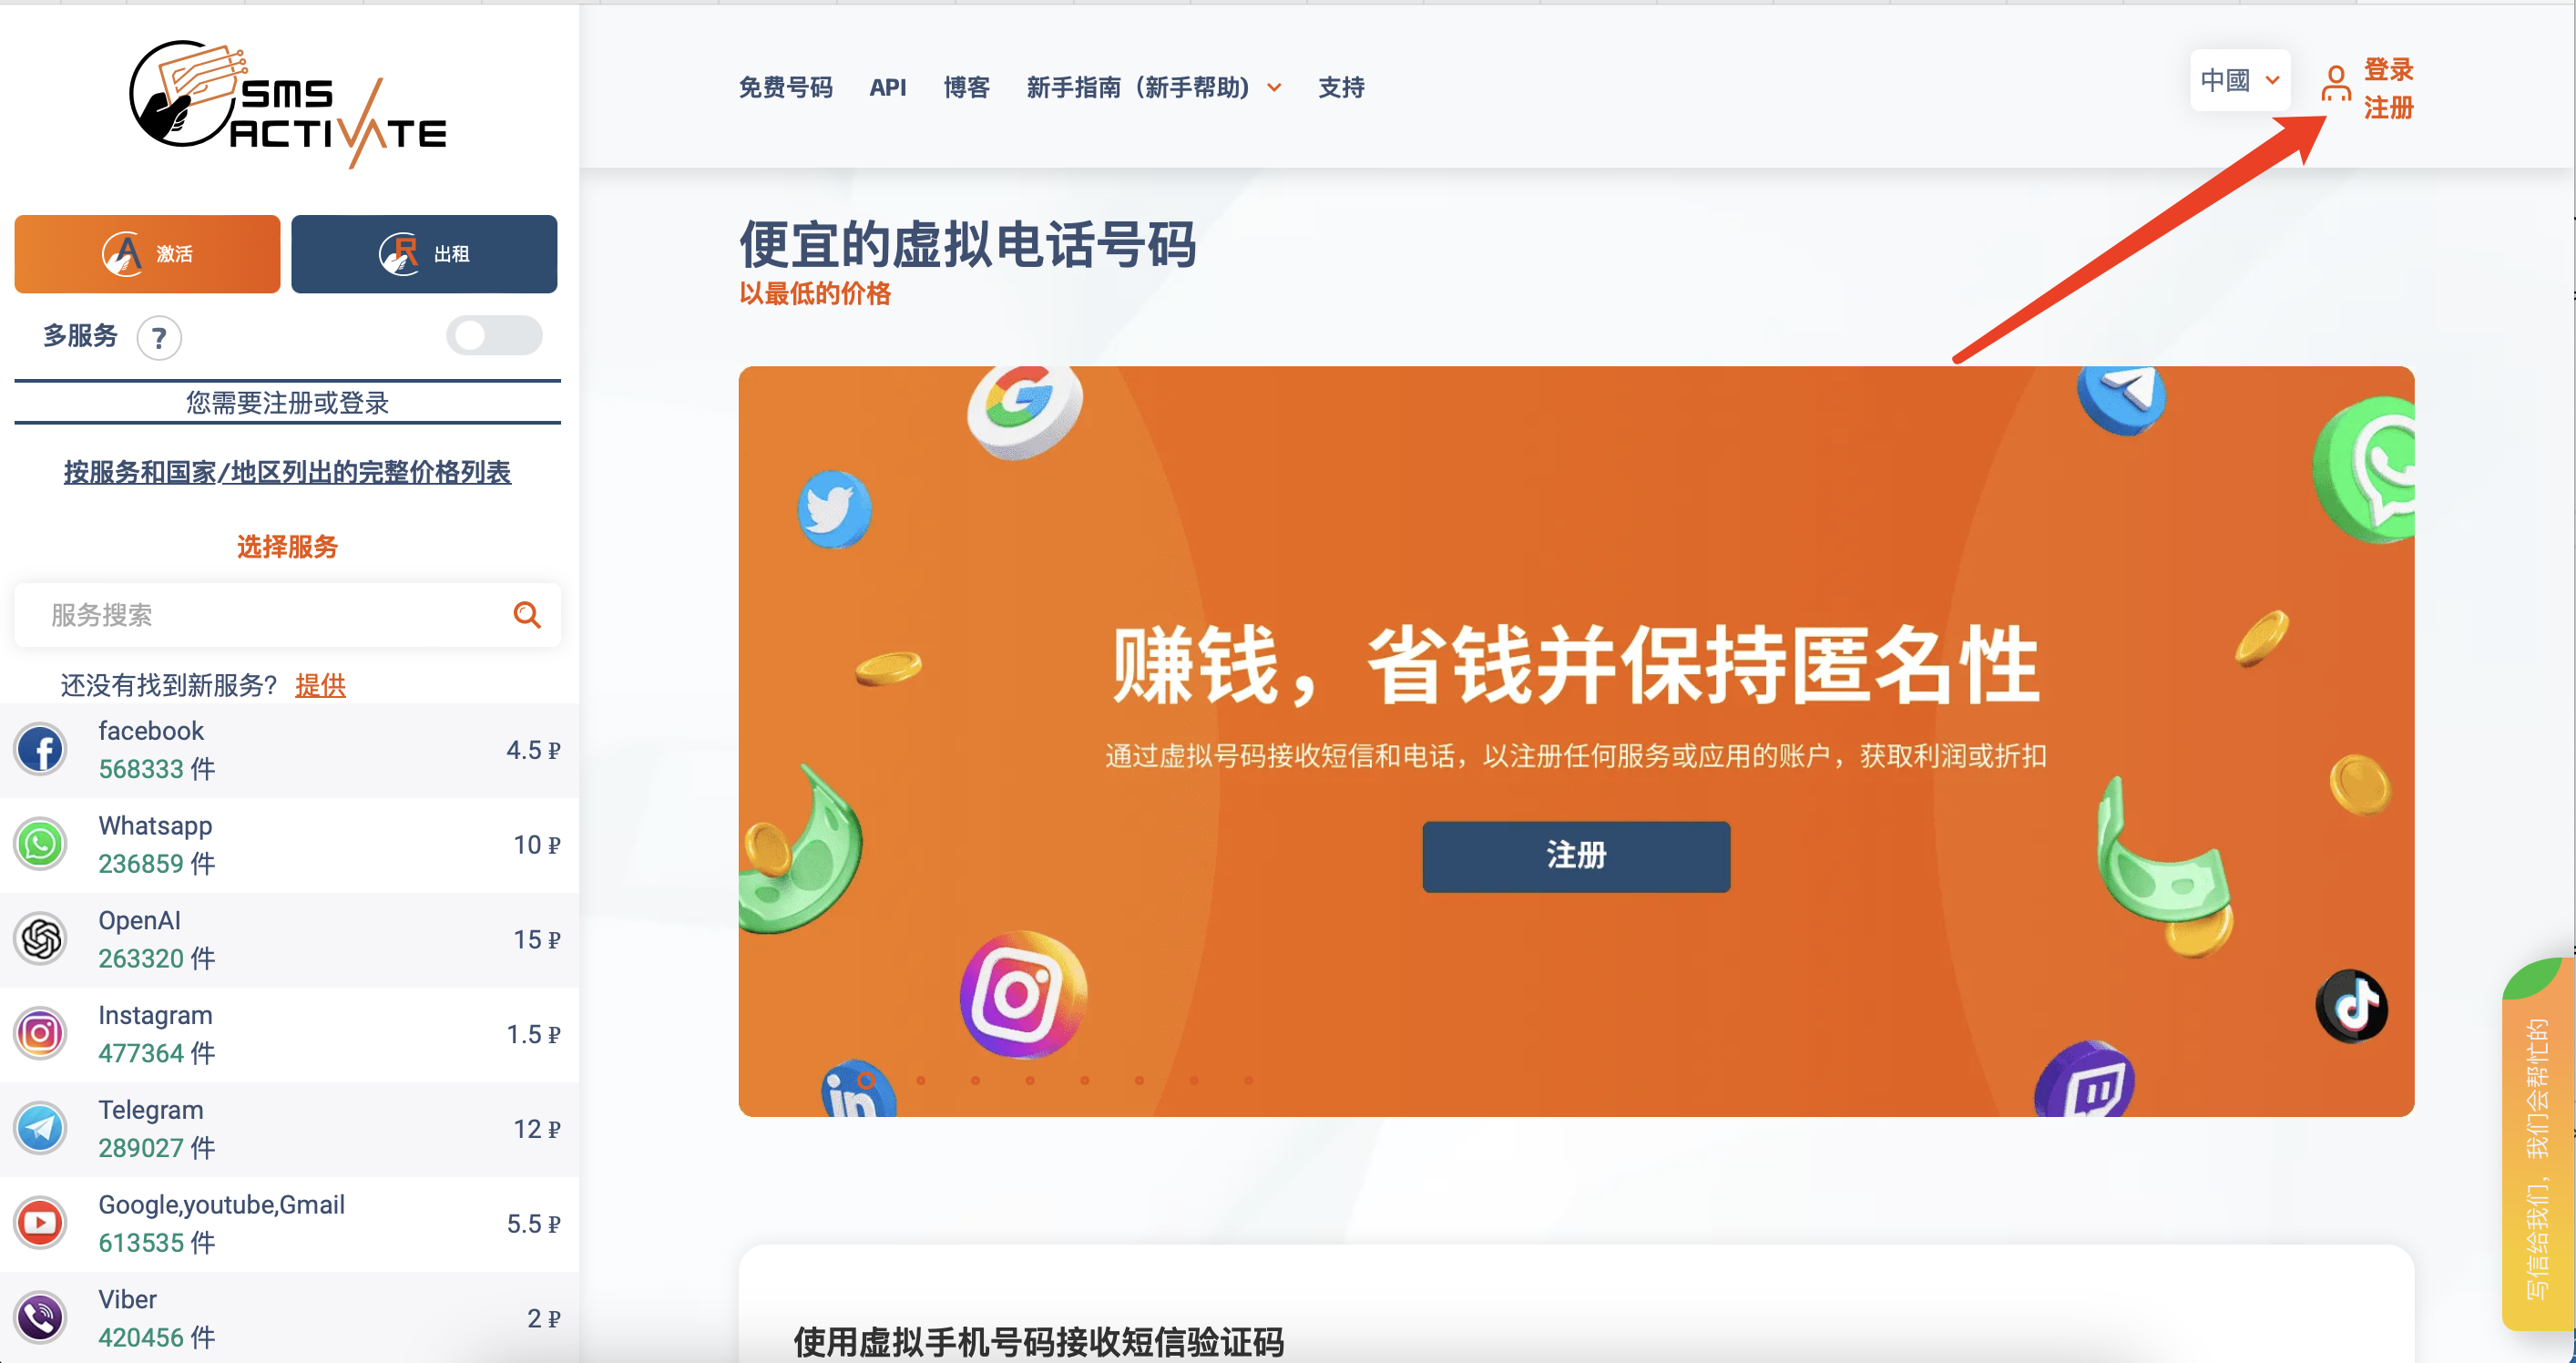 SMS
ACTIVATE
激活
出租
多服务 ?
您需要注册或登录
按服务和国家/地区列出的完整价格列表
选择服务
服务搜索
还没有找到新服务? 提供
facebook
568333 件
4.5 ₽
Whatsapp
236859 件
10 ₽
OpenAI
263320 件
15 ₽
Instagram
477364 件
1.5 ₽
Telegram
289027 件
12 ₽
Google,youtube,Gmail
613535 件
5.5 ₽
Viber
420456 件
2 ₽
免费号码 API 博客 新手指南（新手帮助) 支持
中國
登录
注册
便宜的虚拟电话号码
以最低的价格
赚钱，省钱并保持匿名性
通过虚拟号码接收短信和电话，以注册任何服务或应用的账户，获取利润或折扣
注册
使用虚拟手机号码接收短信验证码
写信给我们，我们会帮忙的